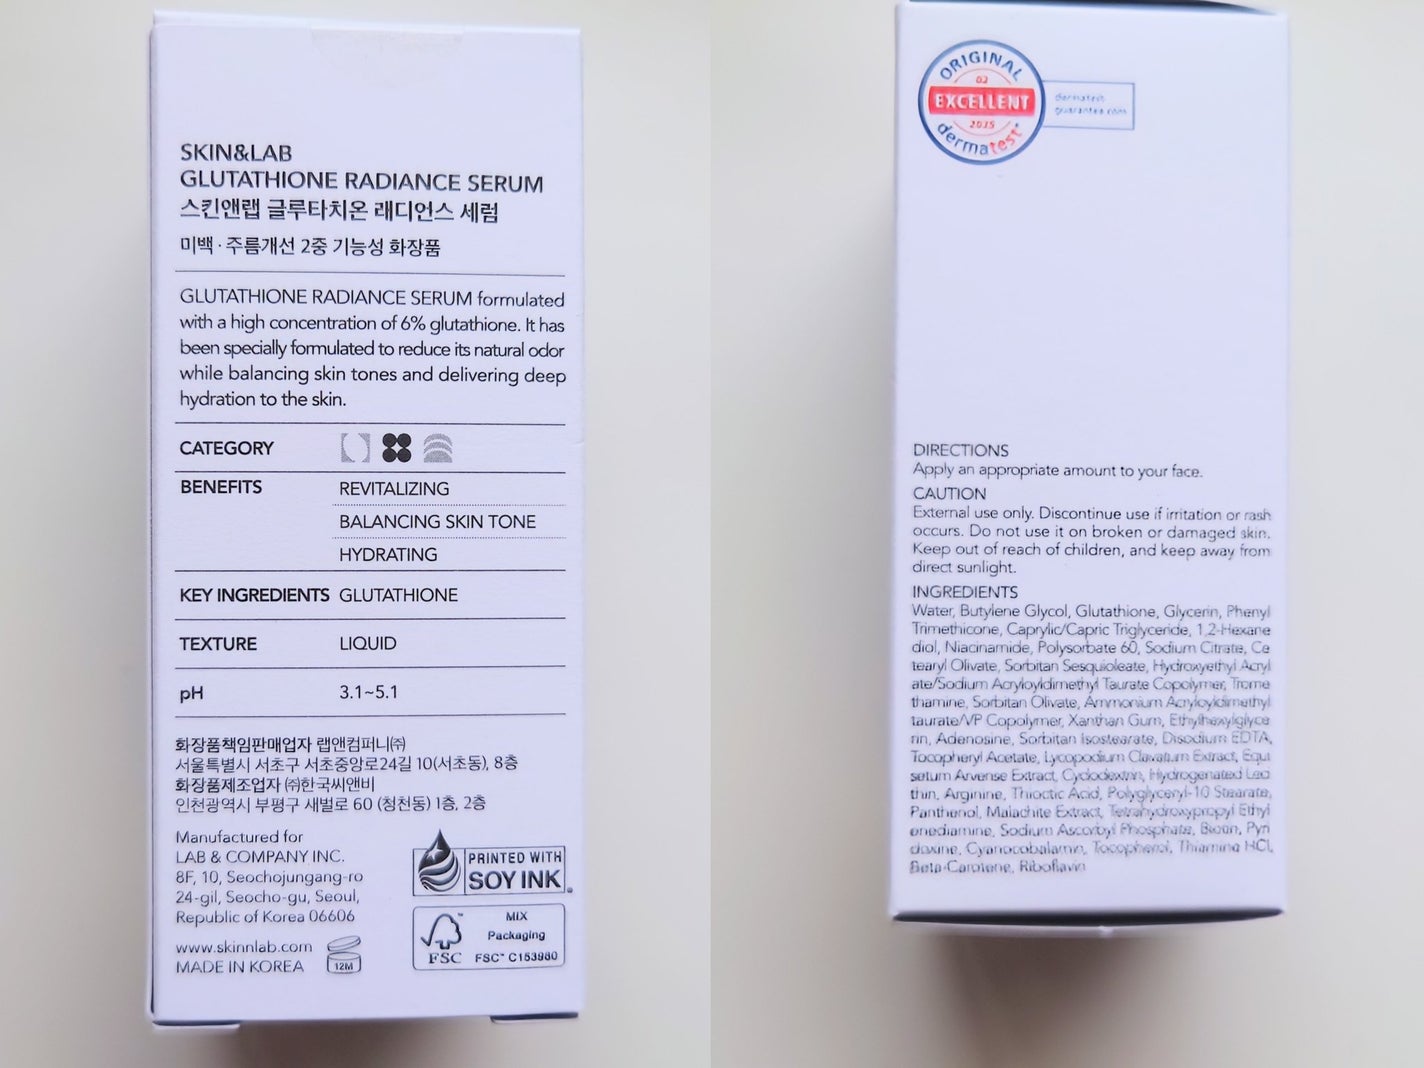 SKIN&LAB
GLUTATHIONE RADIANCE SERUM
스킨앤랩 글루타치온 래디언스 세럼
미백 · 주름개선 2중 기능성 화장품
GLUTATHIONE RADIANCE SERUM formulated
with a high concentration of 6% glutathione. It has
been specially formulated to reduce its natural odor
while balancing skin tones and delivering deep
hydration to the skin.
CATEGORY
BENEFITS REVITALIZING
BALANCING SKIN TONE
HYDRATING
KEY INGREDIENTS GLUTATHIONE
TEXTURE LIQUID
pH 3.1~5.1
화장품책임판매업자 랩앤컴퍼니㈜
서울특별시 서초구 서초중앙로24길 10(서초동), 8층
화장품제조업자 ㈜한국씨앤비
인천광역시 부평구 새벌로 60 (청천동) 1층, 2층
Manufactured for
LAB & COMPANY INC.
8F, 10, Seochojungang-ro
24-gil, Seocho-gu, Seoul,
Republic of Korea 06606
www.skinnlab.com
MADE IN KOREA
12M
PRINTED WITH
SOY INK®
FSC™
MIX
Packaging
FSC™ C153980
ORIGINAL
02
EXCELLENT
2025
dermatest®
dermatest
guarantee.com
DIRECTIONS
Apply an appropriate amount to your face.
CAUTION
External use only. Discontinue use if irritation or rash
occurs. Do not use it on broken or damaged skin.
Keep out of reach of children, and keep away from
direct sunlight.
INGREDIENTS
Water, Butylene Glycol, Glutathione, Glycerin, Phenyl
Trimethicone, Caprylic/Capric Triglyceride, 1,2-Hexane
diol, Niacinamide, Polysorbate 60, Sodium Citrate, Ce
tearyl Olivate, Sorbitan Sesquioleate, Hydroxyethyl Acryl
ate/Sodium Acryloyldimethyl Taurate Copolymer, Trome
thamine, Sorbitan Olivate, Ammonium Acryloyldimethyl
taurate/VP Copolymer, Xanthan Gum, Ethylhexylglyce
rin, Adenosine, Sorbitan Isostearate, Disodium EDTA,
Tocopheryl Acetate, Lycopodium Clavatum Extract, Equi
setum Arvense Extract, Cyclodextrin, Hydrogenated Leci
thin, Arginine, Thioctic Acid, Polyglyceryl-10 Stearate,
Panthenol, Malachite Extract, Tetrahydroxypropyl Ethyl
enediamine, Sodium Ascorbyl Phosphate, Biotin, Pyri
doxine, Cyanocobalamin, Tocopherol, Thiamine HCl,
Beta-Carotene, Riboflavin